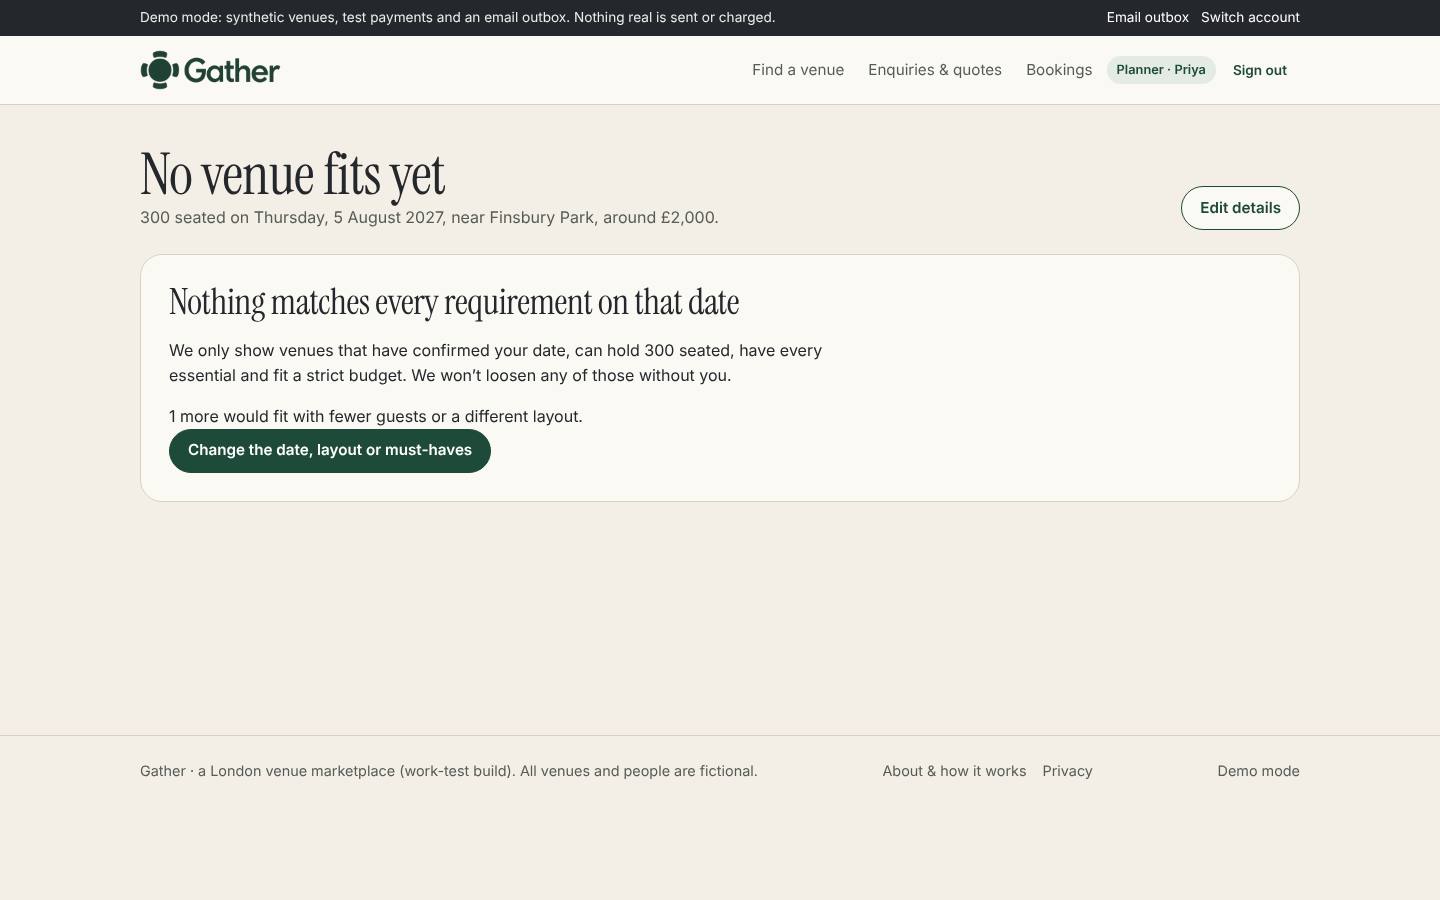 Demo mode: synthetic venues, test payments and an email outbox. Nothing real is sent or charged.
Email outbox Switch account
Gather
Find a venue Enquiries & quotes Bookings Planner · Priya Sign out
No venue fits yet
300 seated on Thursday, 5 August 2027, near Finsbury Park, around £2,000.
Edit details
Nothing matches every requirement on that date
We only show venues that have confirmed your date, can hold 300 seated, have every
essential and fit a strict budget. We won’t loosen any of those without you.
1 more would fit with fewer guests or a different layout.
Change the date, layout or must-haves
Gather · a London venue marketplace (work-test build). All venues and people are fictional.
About & how it works Privacy
Demo mode